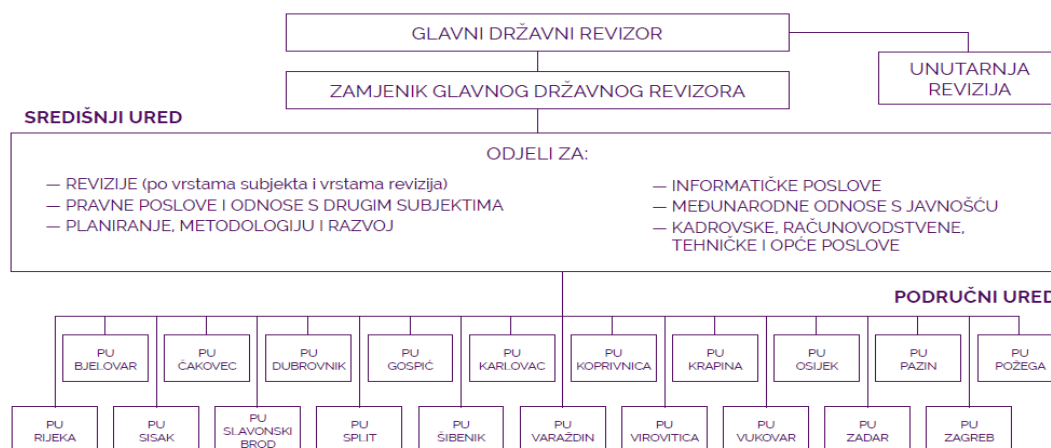 GLAVNI DRŽAVNI REVIZOR
UNUTARNJA
REVIZIJA
ZAMJENIK GLAVNOG DRŽAVNOG REVIZORA
SREDIŠNJI URED
ODJELI ZA:
— REVIZIJE (po vrstama subjekta i vrstama revizija)
— PRAVNE POSLOVE I ODNOSE S DRUGIM SUBJEKTIMA
— PLANIRANJE, METODOLOGIJU I RAZVOJ
— INFORMATIČKE POSLOVE
— MEĐUNARODNE ODNOSE S JAVNOŠĆU
— KADROVSKE, RAČUNOVODSTVENE,
TEHNIČKE I OPĆE POSLOVE
PODRUČNI URED
PU
BJELOVAR
PU
ČAKOVEC
PU
DUBROVNIK
PU
GOSPIĆ
PU
KARLOVAC
PU
KOPRIVNICA
PU
KRAPINA
PU
OSIJEK
PU
PAZIN
PU
POŽEGA
PU
RIJEKA
PU
SISAK
PU
SLAVONSKI
BROD
PU
SPLIT
PU
ŠIBENIK
PU
VARAŽDIN
PU
VIROVITICA
PU
VUKOVAR
PU
ZADAR
PU
ZAGREB